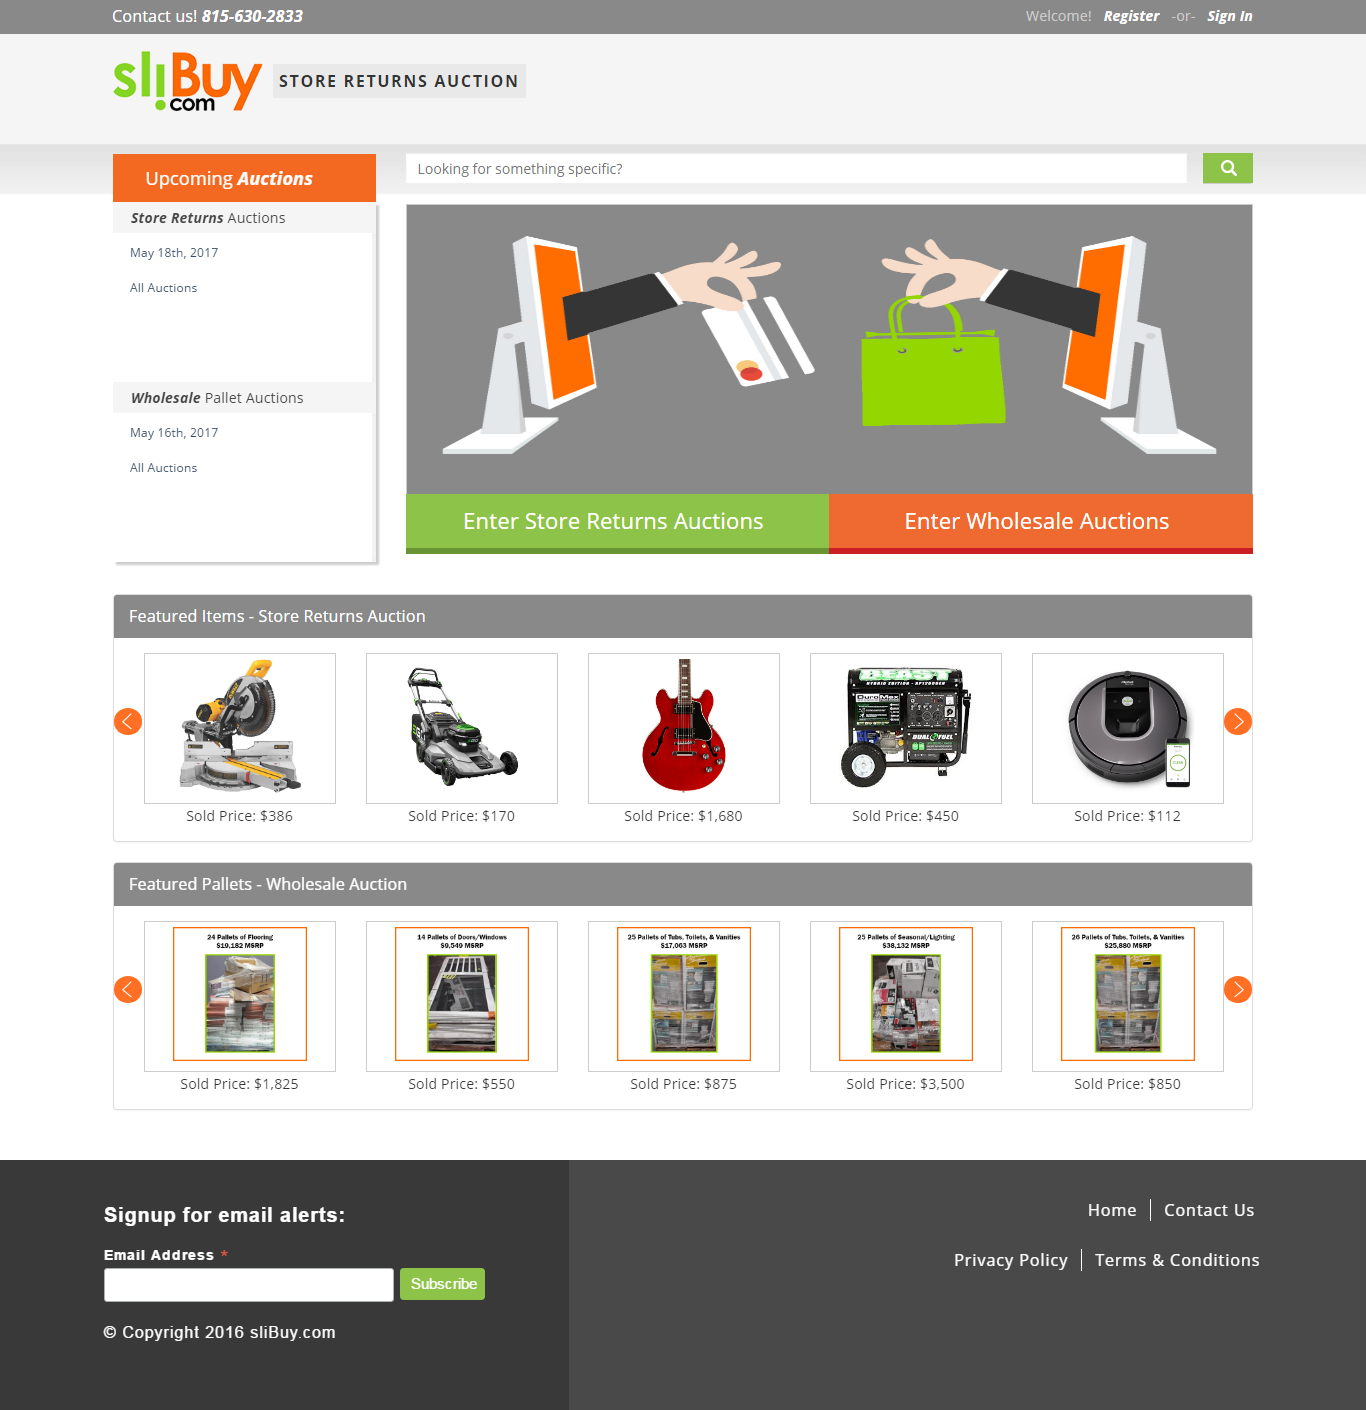 Contact us! 815-630-2833
Welcome! Register -or- Sign In
sliBuy
.com
STORE RETURNS AUCTION
Upcoming Auctions
Looking for something specific?
Store Returns Auctions
May 18th, 2017
All Auctions
Wholesale Pallet Auctions
May 16th, 2017
All Auctions
Enter Store Returns Auctions
Enter Wholesale Auctions
Featured Items - Store Returns Auction
DuroMax
DUAL FUEL
Sold Price: $386
Sold Price: $170
Sold Price: $1,680
Sold Price: $450
Sold Price: $112
Featured Pallets - Wholesale Auction
24 Pallets of Flooring
$19,182 MSRP
14 Pallets of Doors/Windows
$9,549 MSRP
25 Pallets of Tubs, Toilets, & Vanities
$17,063 MSRP
25 Pallets of Seasonal/Lighting
$38,132 MSRP
26 Pallets of Tubs, Toilets, & Vanities
$25,880 MSRP
Sold Price: $1,825
Sold Price: $550
Sold Price: $875
Sold Price: $3,500
Sold Price: $850
Signup for email alerts:
Email Address *
Subscribe
© Copyright 2016 sliBuy.com
Home
Contact Us
Privacy Policy
Terms & Conditions